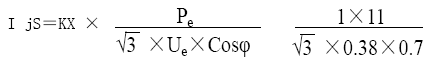 I jS=KX × Pe / √3 ×Ue×Cosφ    1×11 / √3 ×0.38×0.7